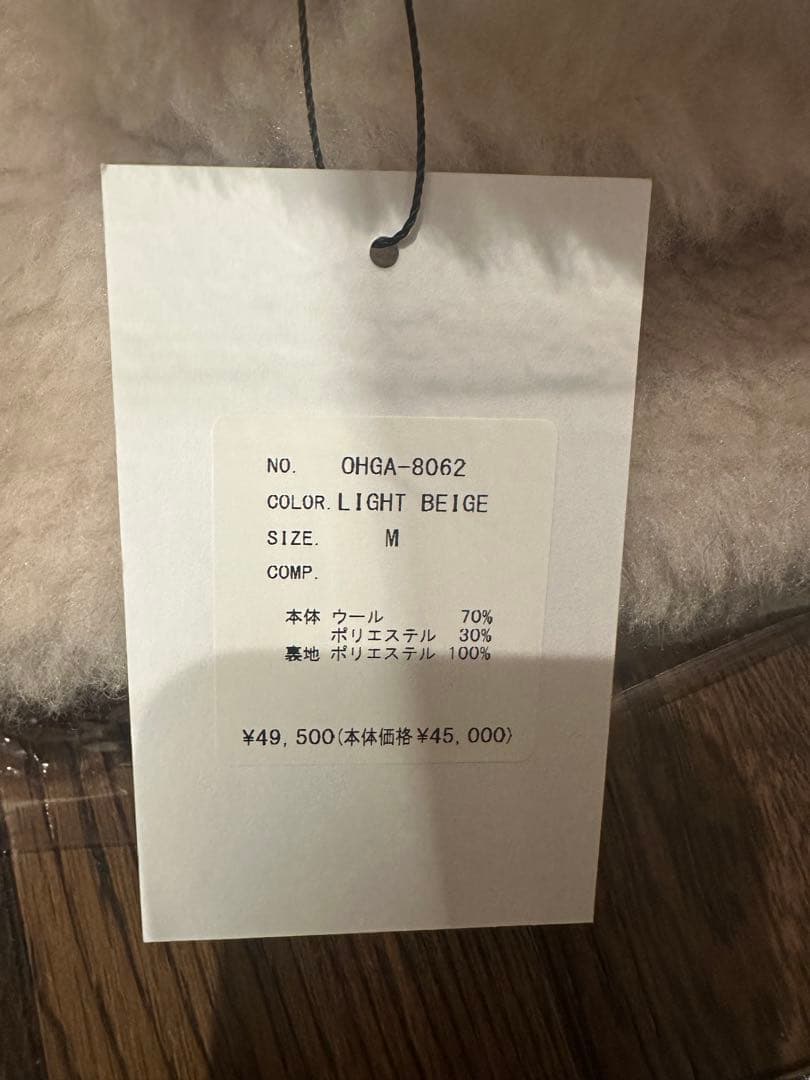 NO. OHGA-8062
COLOR. LIGHT BEIGE
SIZE. M
COMP.
本体 ウール 70%
ポリエステル 30%
裏地 ポリエステル 100%
¥49,500(本体価格¥45,000)